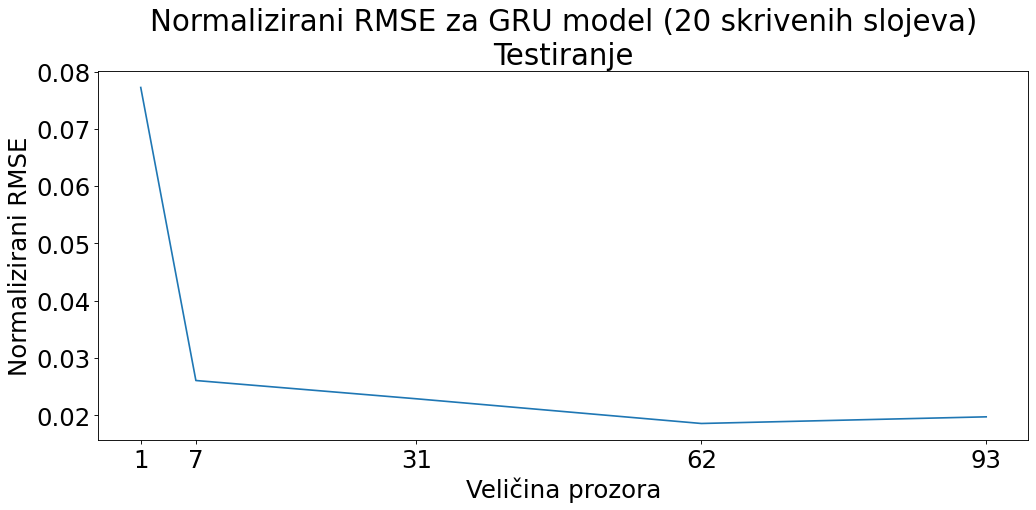 Normalizirani RMSE za GRU model (20 skrivenih slojeva)
Testiranje
Normalizirani RMSE
0.08
0.07
0.06
0.05
0.04
0.03
0.02
1 7 31 62 93
Veličina prozora